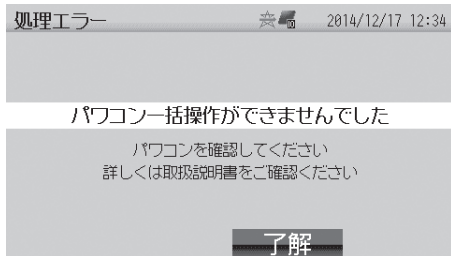 処理エラー 2014/12/17 12:34
パワコン一括操作ができませんでした
パワコンを確認してください
詳しくは取扱説明書をご確認ください
了解